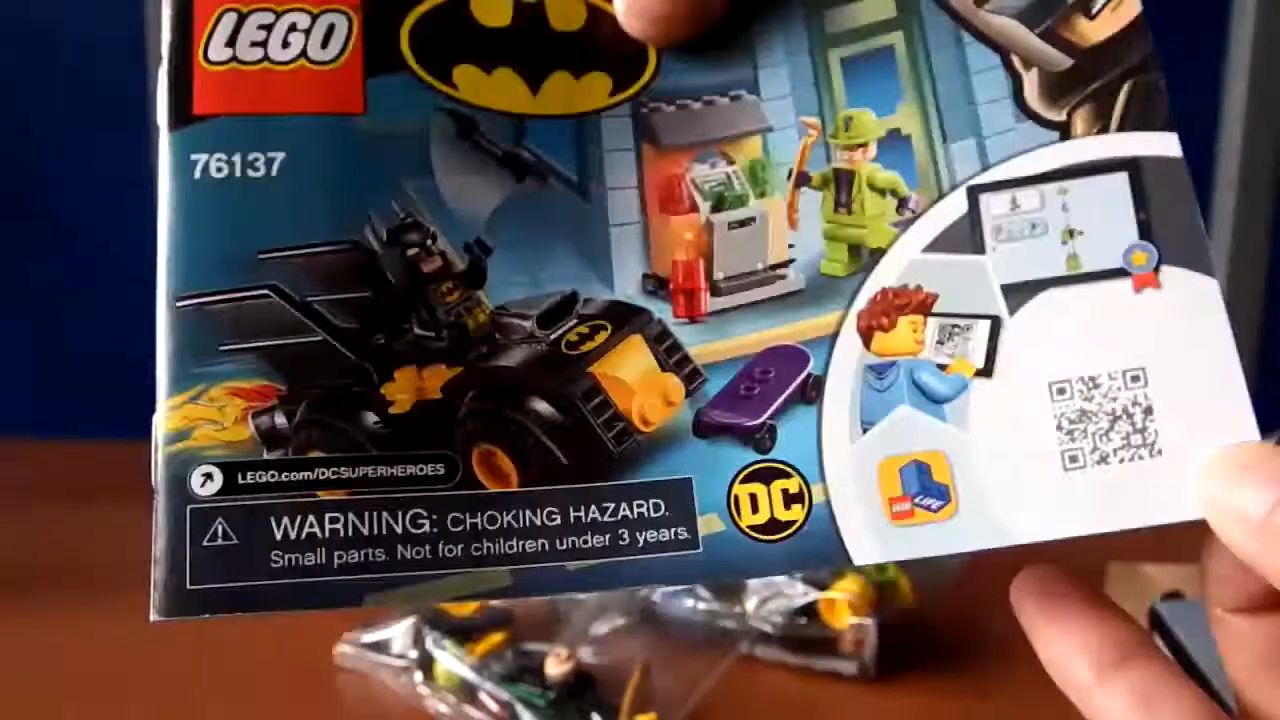 LEGO
76137
LEGO.com/DCSUPERHEROES
WARNING: CHOKING HAZARD.
Small parts. Not for children under 3 years.
DC
LEGO
LIFE